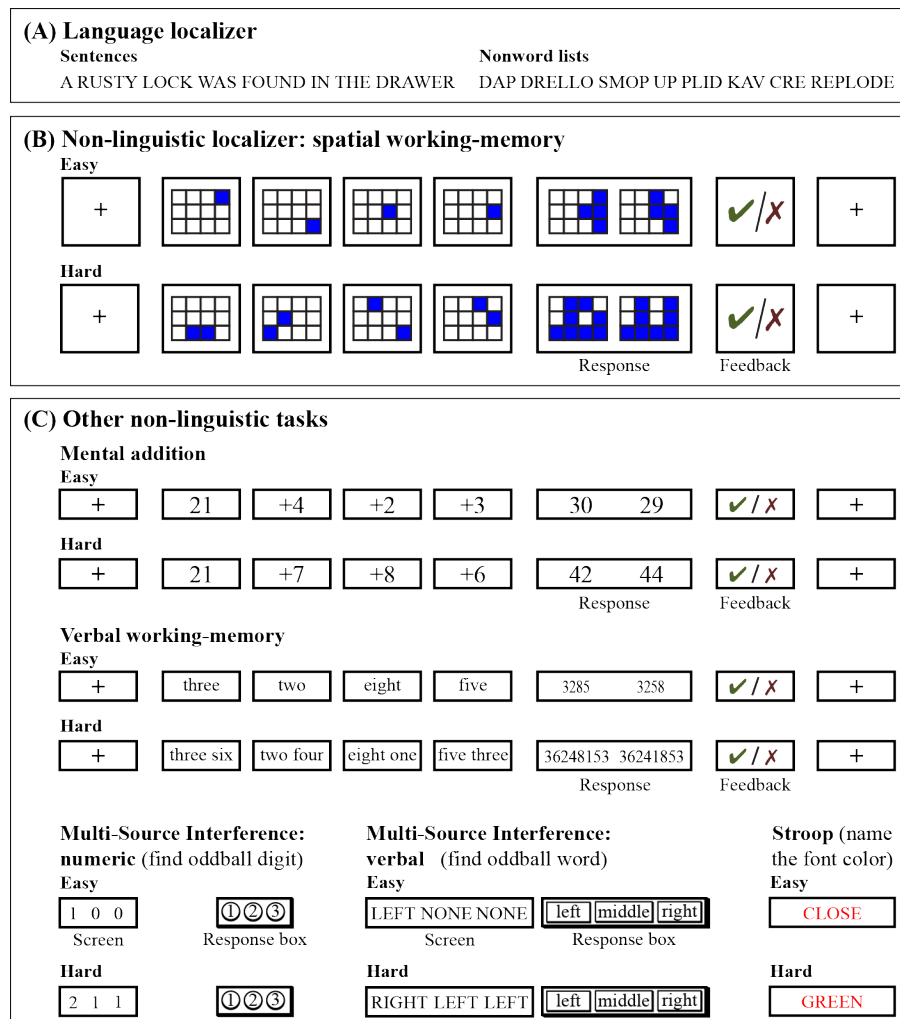 (A) Language localizer
Sentences Nonword lists
A RUSTY LOCK WAS FOUND IN THE DRAWER DAP DRELLO SMOP UP PLID KAV CRE REPLODE
(B) Non-linguistic localizer: spatial working-memory
Easy
+ ✔/✗ +
Hard
+ ✔/✗ +
Response Feedback
(C) Other non-linguistic tasks
Mental addition
Easy
+ 21 +4 +2 +3 30 29 ✔/✗ +
Hard
+ 21 +7 +8 +6 42 44 ✔/✗ +
Response Feedback
Verbal working-memory
Easy
+ three two eight five 3285 3258 ✔/✗ +
Hard
+ three six two four eight one five three 36248153 36241853 ✔/✗ +
Response Feedback
Multi-Source Interference: Multi-Source Interference: Stroop (name
numeric (find oddball digit) verbal (find oddball word) the font color)
Easy Easy Easy
1 0 0 1 2 3 LEFT NONE NONE left middle right CLOSE
Screen Response box Screen Response box
Hard Hard Hard
2 1 1 1 2 3 RIGHT LEFT LEFT left middle right GREEN